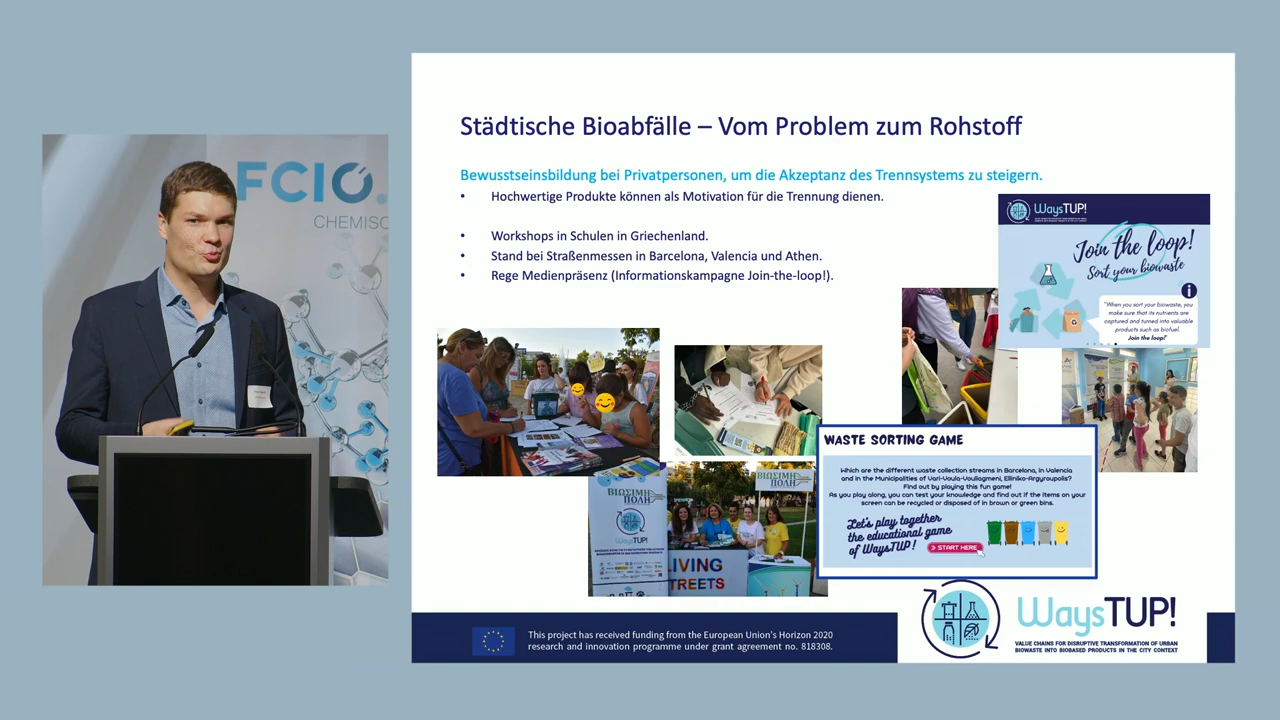 FCIO.
CHEMISC
Städtische Bioabfälle – Vom Problem zum Rohstoff
Bewusstseinsbildung bei Privatpersonen, um die Akzeptanz des Trennsystems zu steigern.
• Hochwertige Produkte können als Motivation für die Trennung dienen.
• Workshops in Schulen in Griechenland.
• Stand bei Straßenmessen in Barcelona, Valencia und Athen.
• Rege Medienpräsenz (Informationskampagne Join-the-loop!).
WaysTUP!
Join the loop!
Sort your biowaste
"When you sort your biowaste, you
make sure that its nutrients are
captured and turned into valuable
products such as biofuel.
Join the loop!"
WASTE SORTING GAME
Which are the different waste collection streams in Barcelona, in Valencia
and in the Municipalities of Vari-Voula-Vouliagmeni, Elliniko-Argyroupolis?
Find out by playing this fun game!
As you play along, you can test your knowledge and find out if the items on your
screen can be recycled or disposed of in brown or green bins.
Let's play together
the educational game
of WaysTUP!
START HERE
ΒΙΩΣΙΜΗ
ΠΟΛΗ
ΒΙΩΣΙΜΗ
ΠΟΛΗ
WaysTUP!
LIVING
STREETS
This project has received funding from the European Union's Horizon 2020
research and innovation programme under grant agreement no. 818308.
WaysTUP!
VALUE CHAINS FOR DISRUPTIVE TRANSFORMATION OF URBAN
BIOWASTE INTO BIOBASED PRODUCTS IN THE CITY CONTEXT